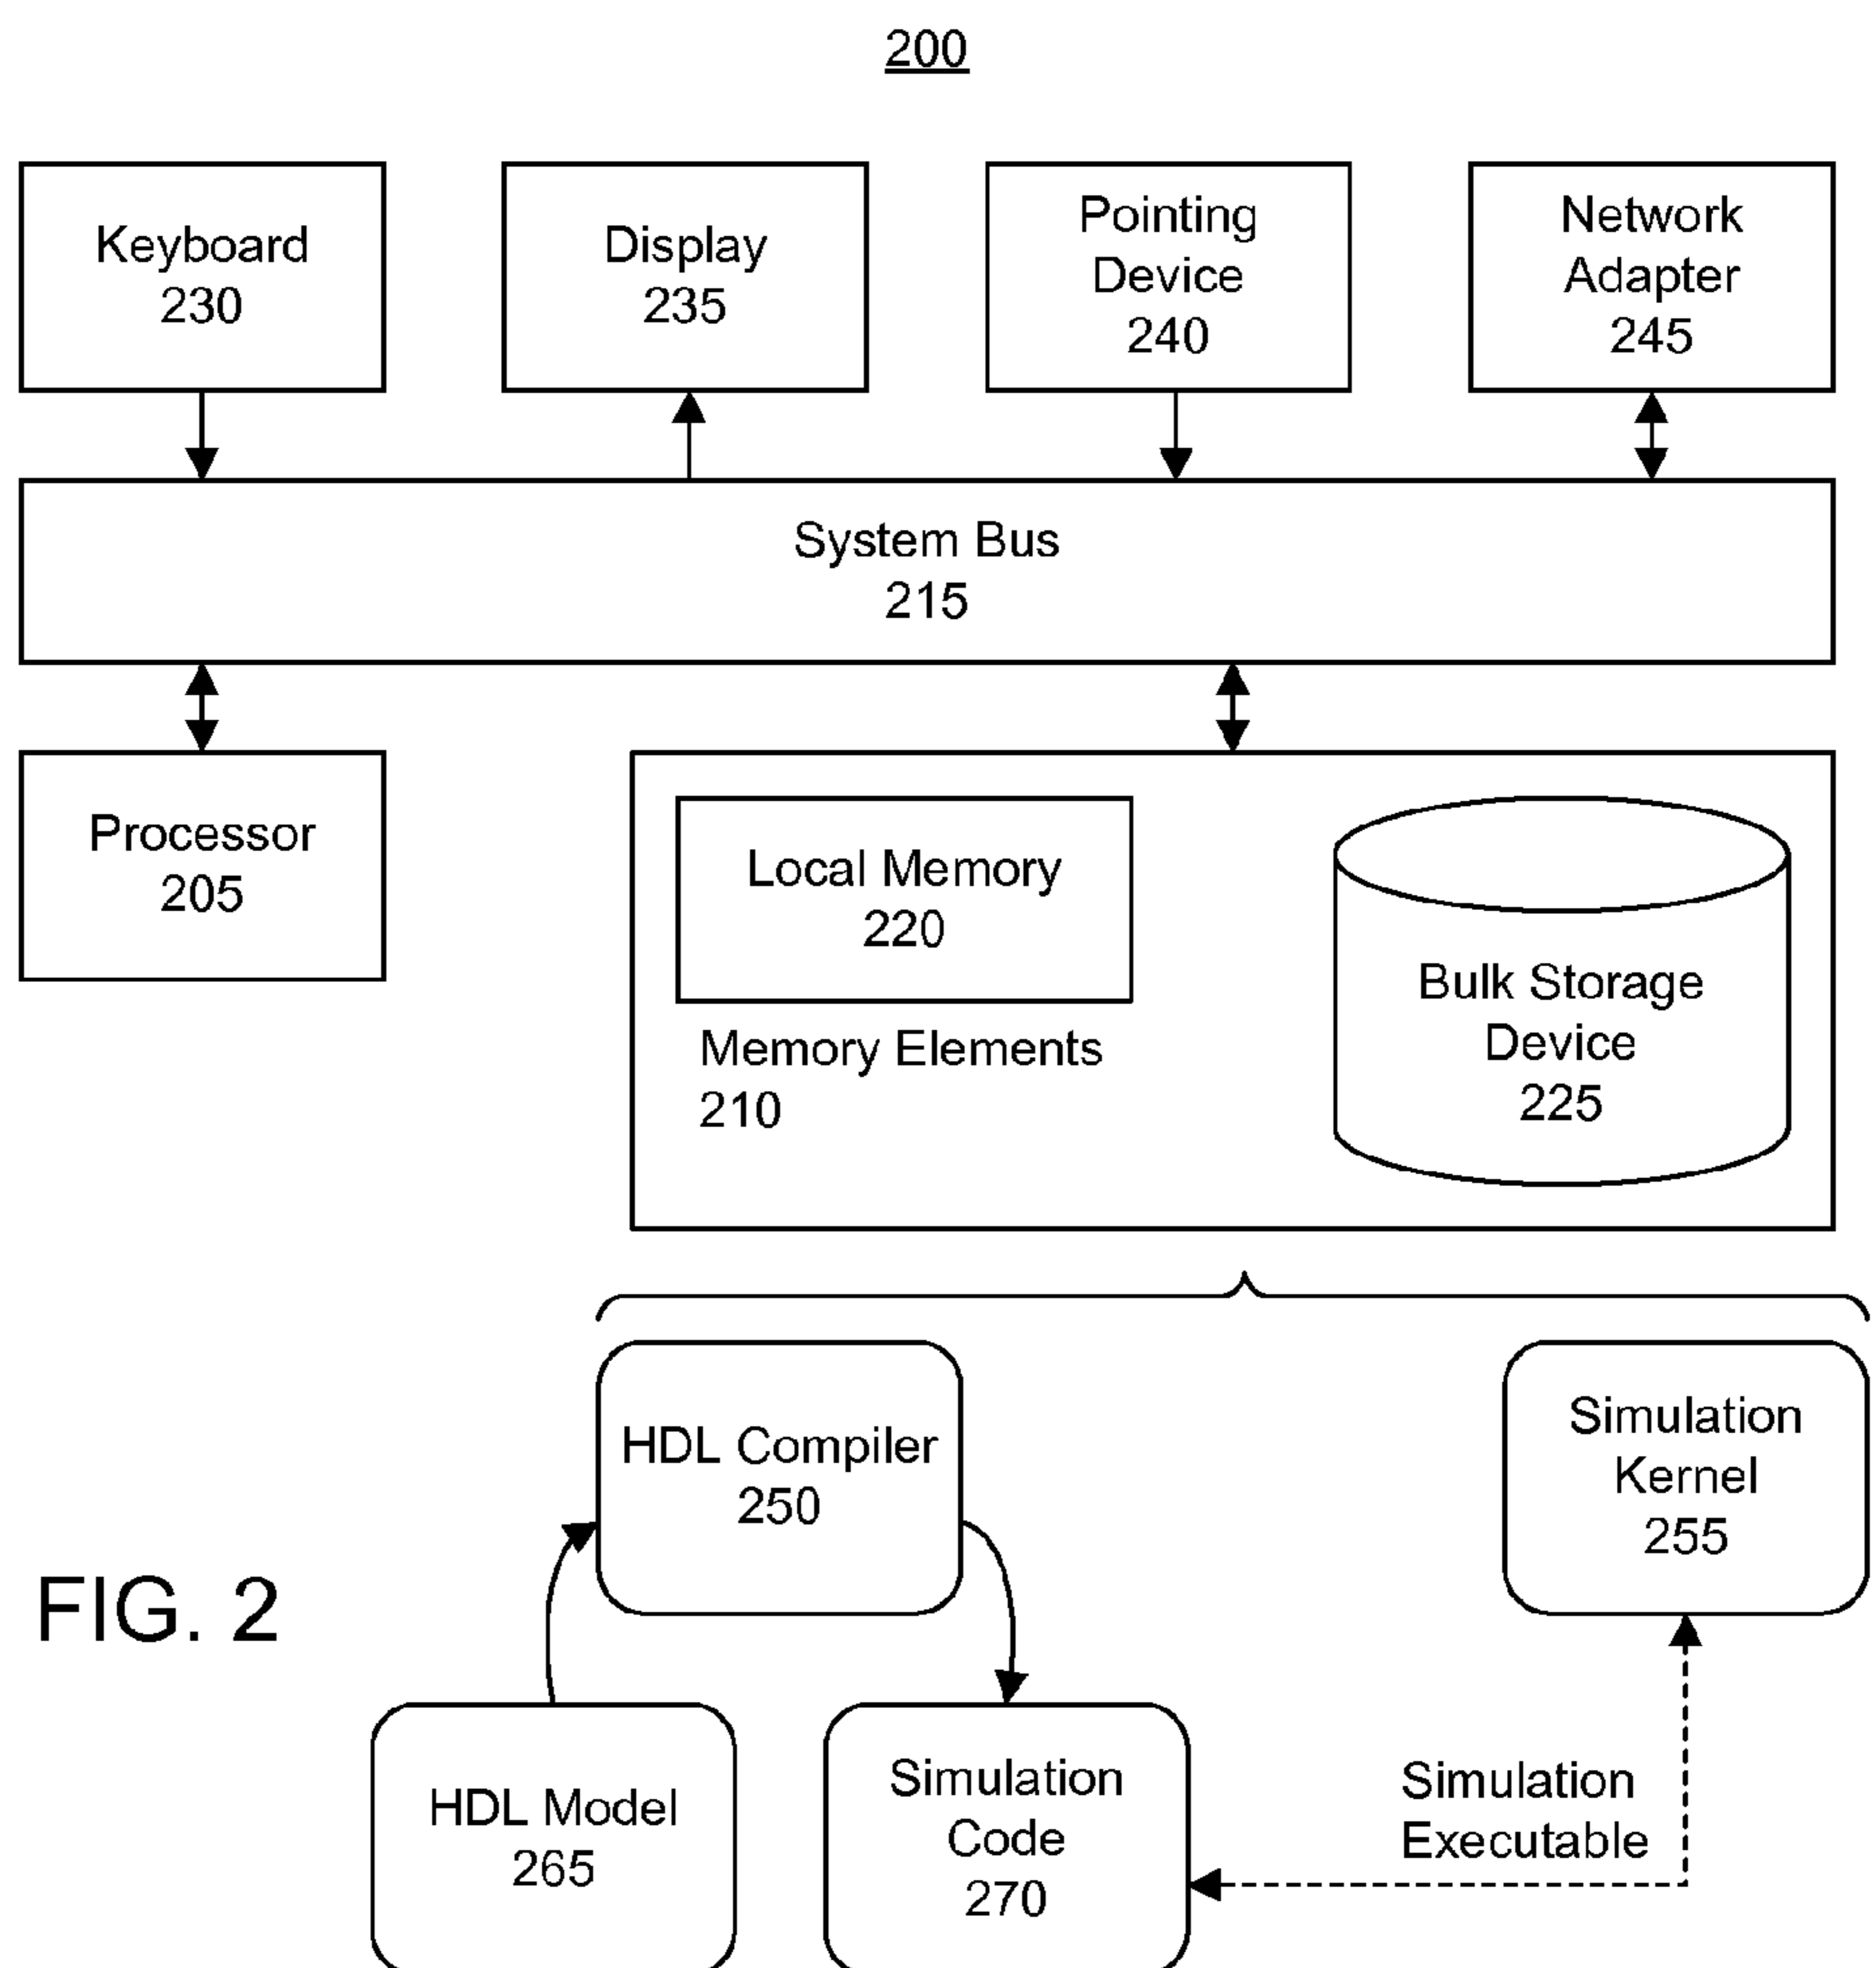 200
Keyboard
230
Display
235
Pointing
Device
240
Network
Adapter
245
System Bus
215
Processor
205
Local Memory
220
Memory Elements
210
Bulk Storage
Device
225
HDL Compiler
250
Simulation
Kernel
255
FIG. 2
HDL Model
265
Simulation
Code
270
Simulation
Executable